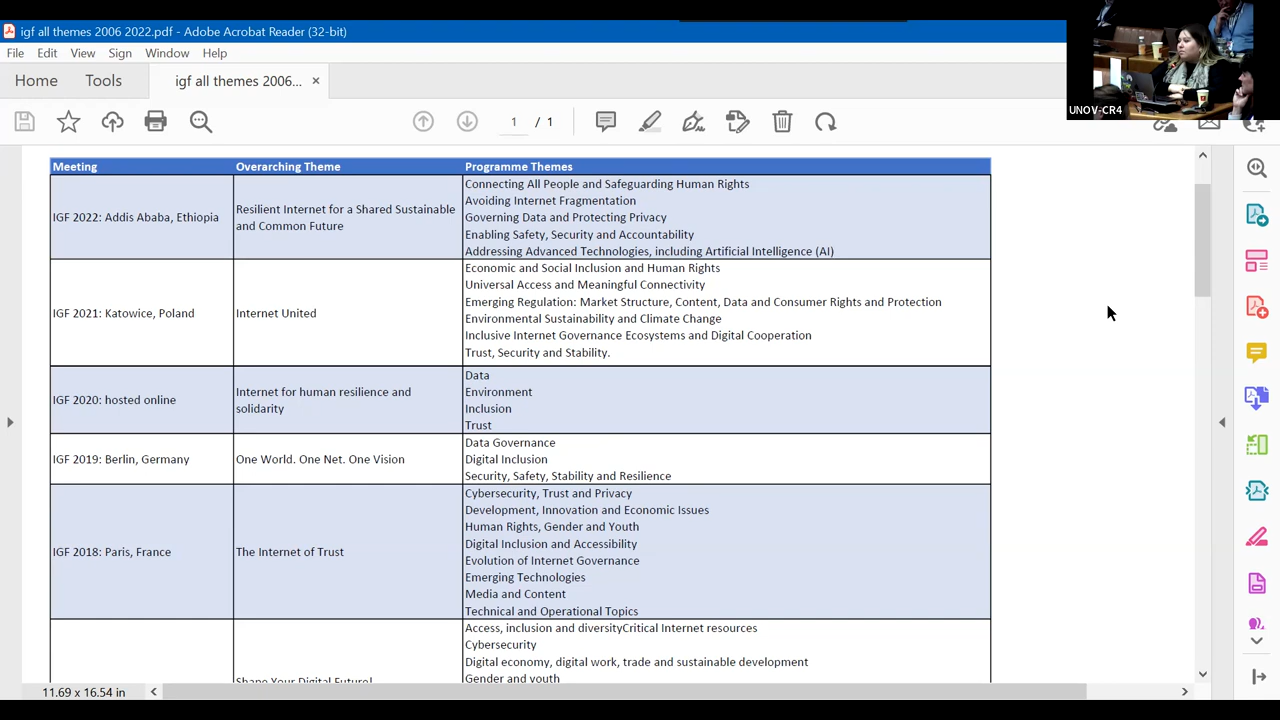 igf all themes 2006 2022.pdf - Adobe Acrobat Reader (32-bit)
File Edit View Sign Window Help
Home Tools igf all themes 2006... ×
UNOV-CR4
1 / 1
Meeting Overarching Theme Programme Themes
IGF 2022: Addis Ababa, Ethiopia
Resilient Internet for a Shared Sustainable
and Common Future
Connecting All People and Safeguarding Human Rights
Avoiding Internet Fragmentation
Governing Data and Protecting Privacy
Enabling Safety, Security and Accountability
Addressing Advanced Technologies, including Artificial Intelligence (AI)
IGF 2021: Katowice, Poland
Internet United
Economic and Social Inclusion and Human Rights
Universal Access and Meaningful Connectivity
Emerging Regulation: Market Structure, Content, Data and Consumer Rights and Protection
Environmental Sustainability and Climate Change
Inclusive Internet Governance Ecosystems and Digital Cooperation
Trust, Security and Stability.
IGF 2020: hosted online
Internet for human resilience and
solidarity
Data
Environment
Inclusion
Trust
IGF 2019: Berlin, Germany
One World. One Net. One Vision
Data Governance
Digital Inclusion
Security, Safety, Stability and Resilience
IGF 2018: Paris, France
The Internet of Trust
Cybersecurity, Trust and Privacy
Development, Innovation and Economic Issues
Human Rights, Gender and Youth
Digital Inclusion and Accessibility
Evolution of Internet Governance
Emerging Technologies
Media and Content
Technical and Operational Topics
Shape Your Digital Future!
Access, inclusion and diversityCritical Internet resources
Cybersecurity
Digital economy, digital work, trade and sustainable development
Gender and youth
11.69 x 16.54 in